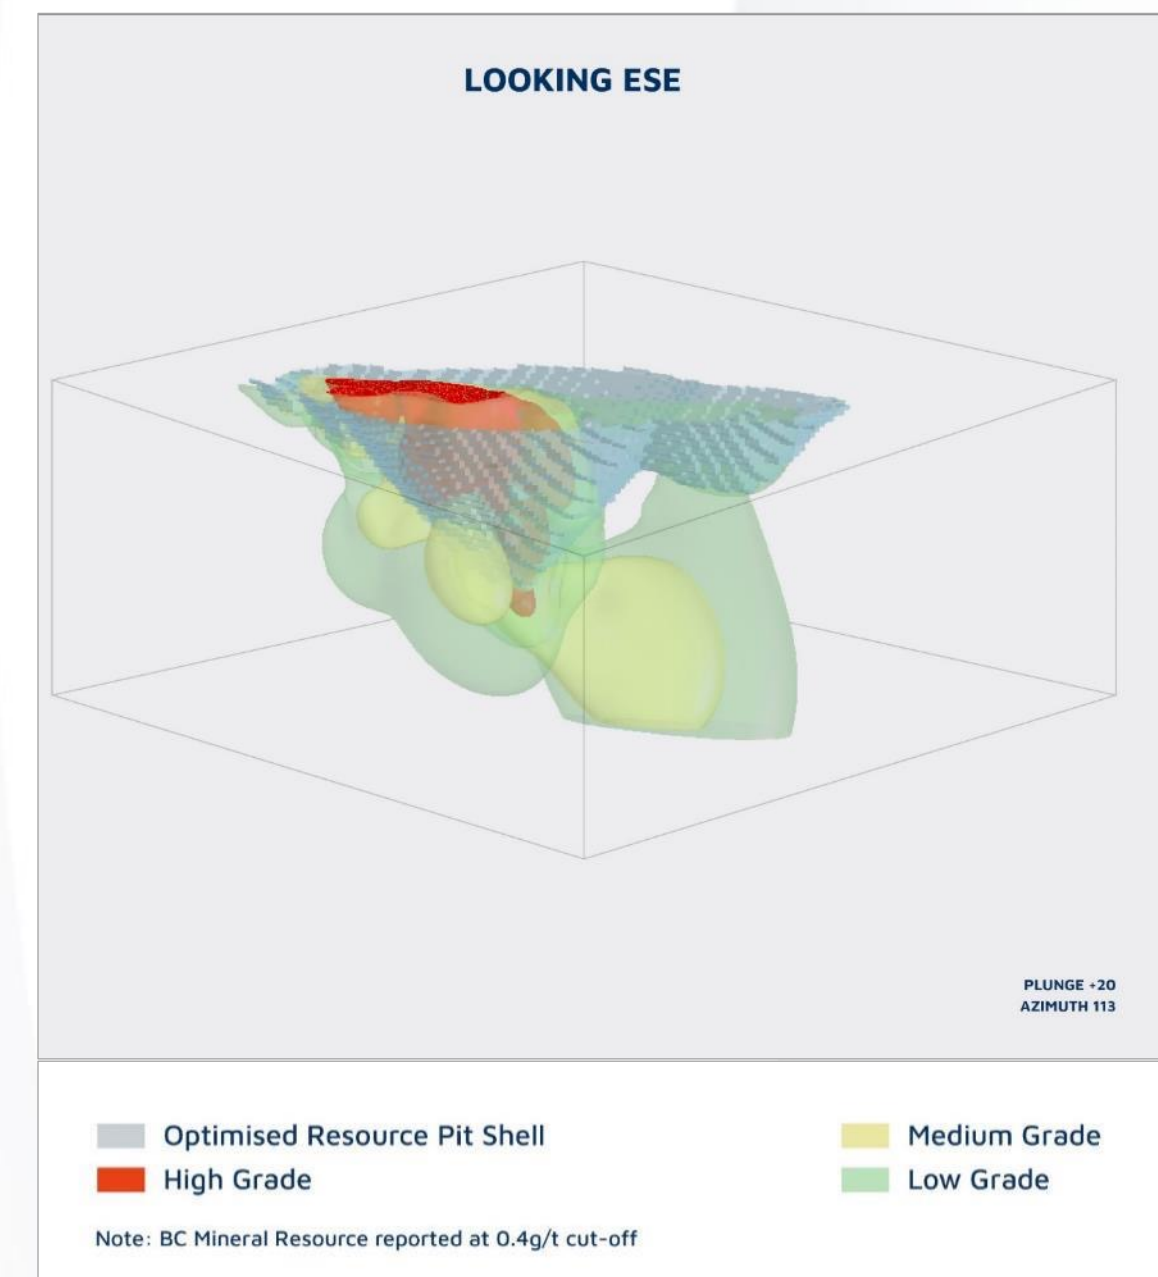 LOOKING ESE
PLUNGE +20
AZIMUTH 113
Optimised Resource Pit Shell
Medium Grade
High Grade
Low Grade
Note: BC Mineral Resource reported at 0.4g/t cut-off